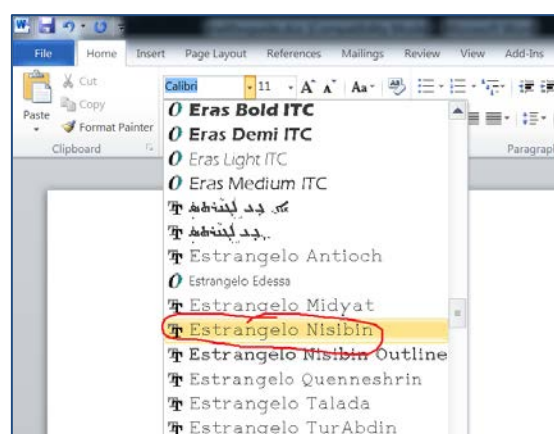 File Home Insert Page Layout References Mailings Review View Add-Ins
Cut
Copy
Format Painter
Paste
Clipboard
Calibri 11 A A Aa
Paragrap
Eras Bold ITC
Eras Demi ITC
Eras Light ITC
Eras Medium ITC
Estrangelo Antioch
Estrangelo Edessa
Estrangelo Midyat
Estrangelo Nisibin
Estrangelo Nisibin Outline
Estrangelo Quenneshrin
Estrangelo Talada
Estrangelo TurAbdin